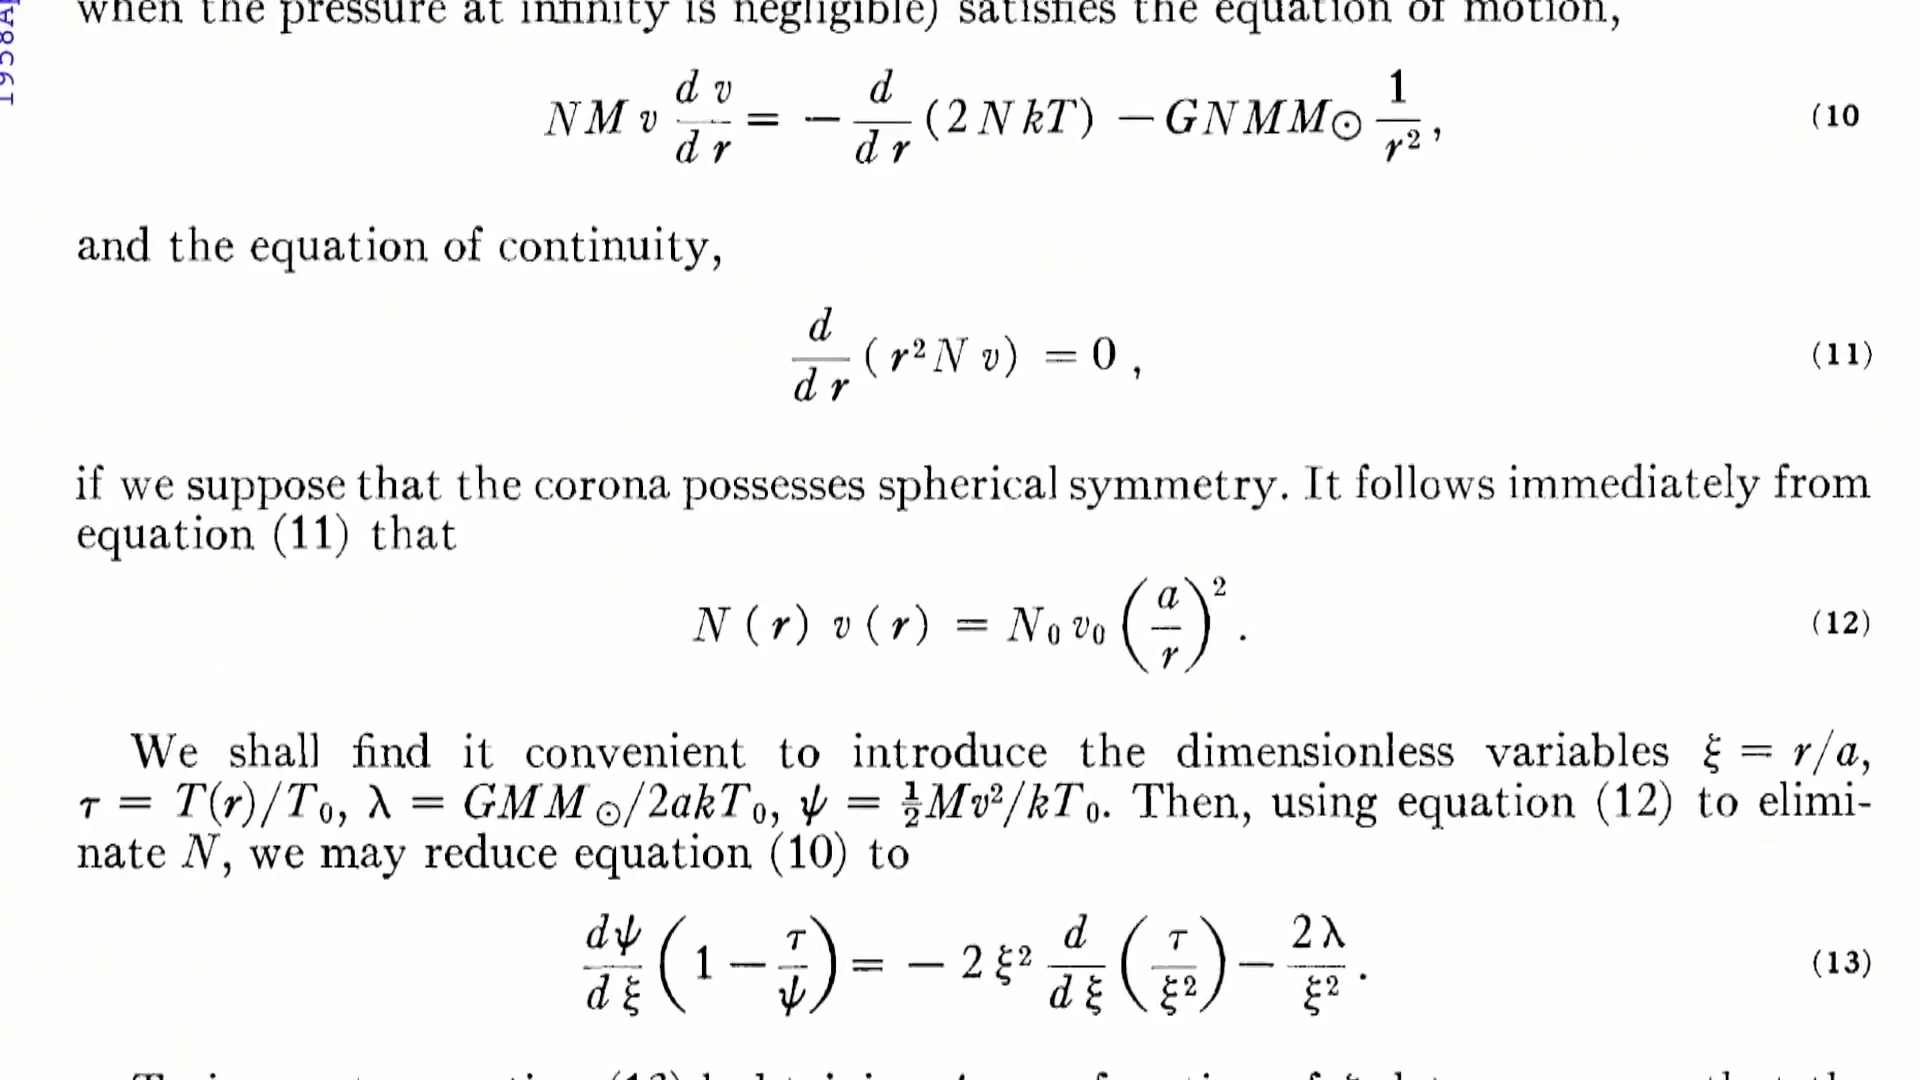 1958ApJ
when the pressure at infinity is negligible) satisfies the equation of motion,
NM v dv/dr = − d/dr (2NkT) − GNMM⊙ 1/r², (10
and the equation of continuity,
d/dr (r²Nv) = 0 , (11)
if we suppose that the corona possesses spherical symmetry. It follows immediately from
equation (11) that
N(r) v(r) = N₀v₀ (a/r)² . (12)
We shall find it convenient to introduce the dimensionless variables ξ = r/a,
τ = T(r)/T₀, λ = GMM⊙/2akT₀, ψ = ½Mv²/kT₀. Then, using equation (12) to elimi-
nate N, we may reduce equation (10) to
dψ/dξ (1 − τ/ψ) = − 2ξ² d/dξ (τ/ξ²) − 2λ/ξ² . (13)